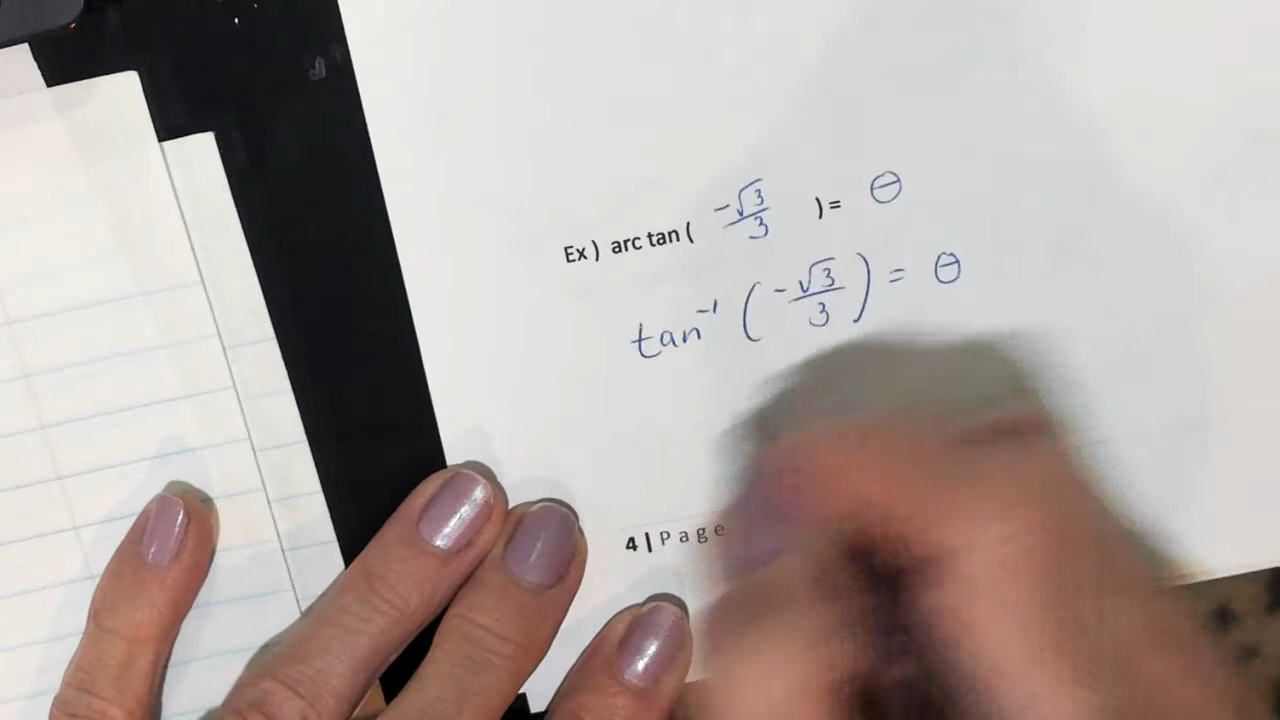 Ex) arc tan( -√3/3 ) = θ
tan⁻¹ ( -√3/3 ) = θ
4 | Page